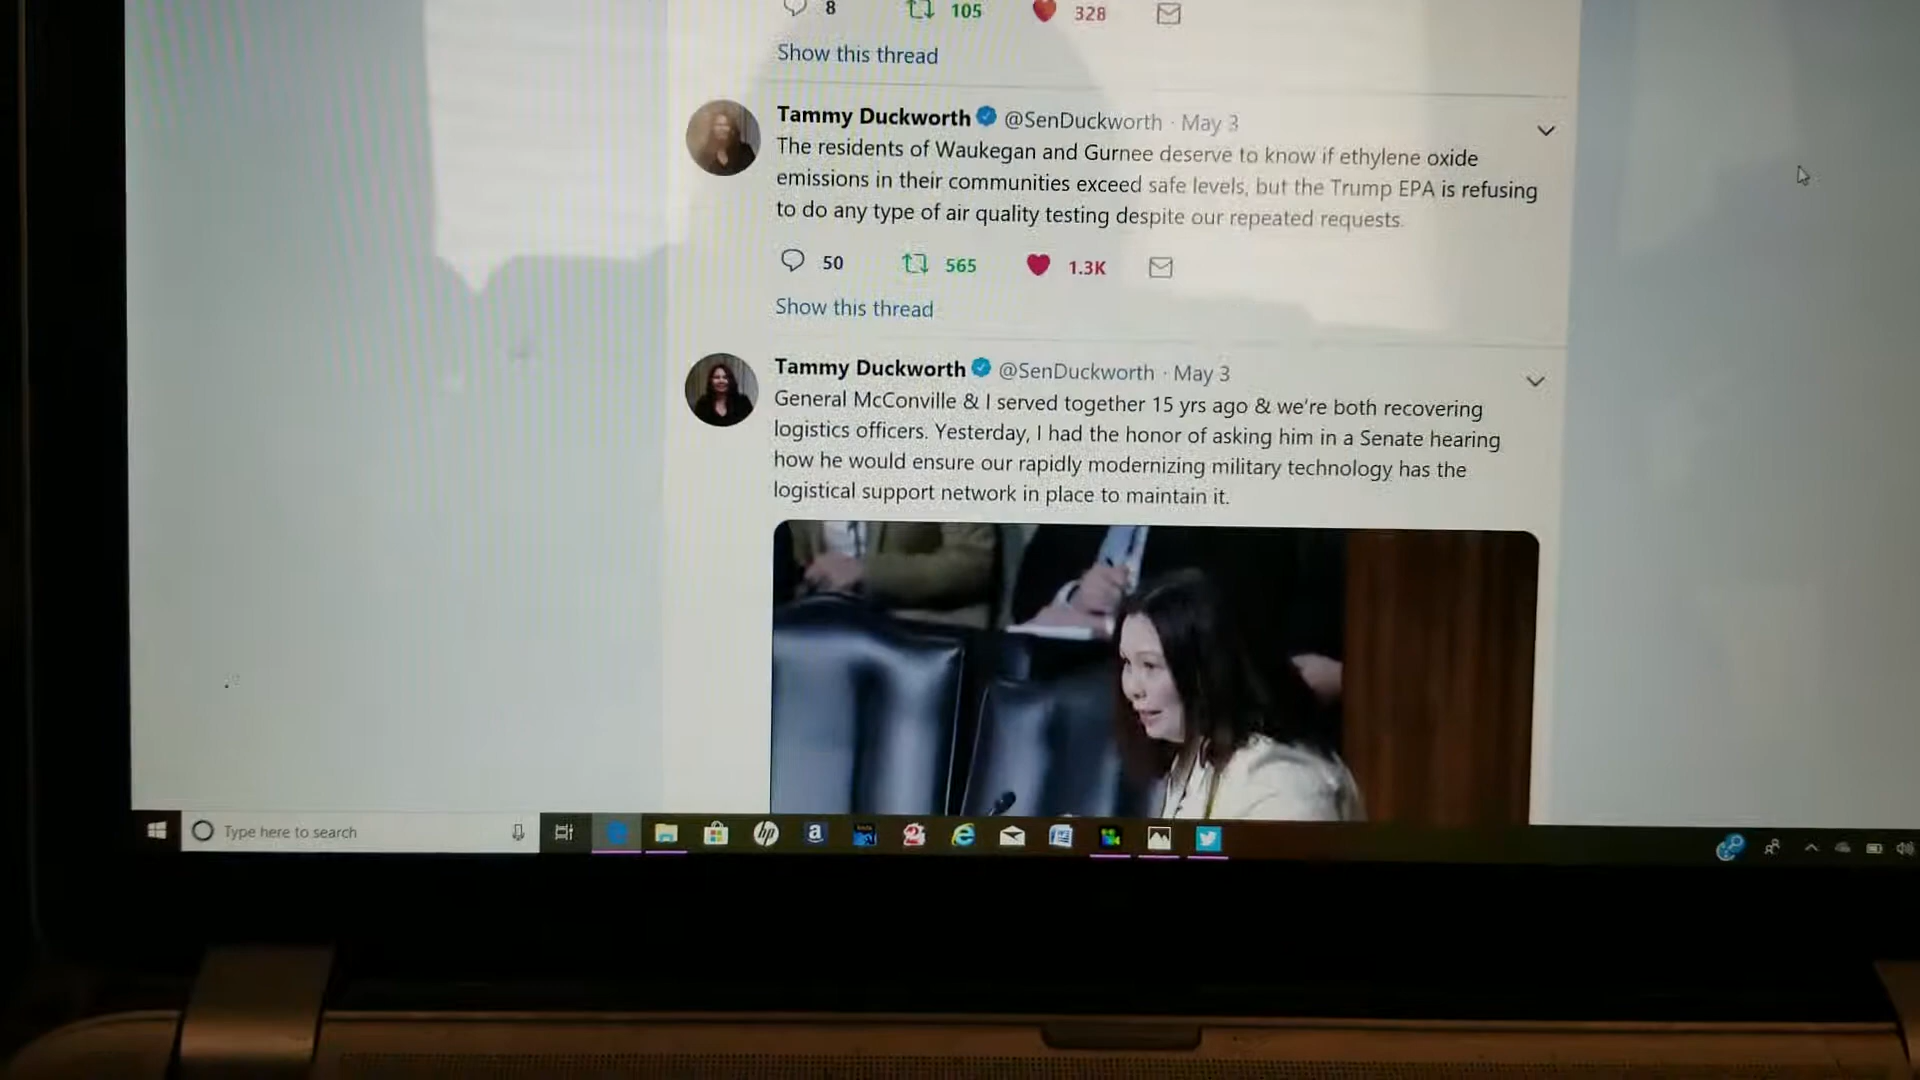 8 105 328
Show this thread
Tammy Duckworth @SenDuckworth · May 3
The residents of Waukegan and Gurnee deserve to know if ethylene oxide
emissions in their communities exceed safe levels, but the Trump EPA is refusing
to do any type of air quality testing despite our repeated requests.
50 565 1.3K
Show this thread
Tammy Duckworth @SenDuckworth · May 3
General McConville & I served together 15 yrs ago & we're both recovering
logistics officers. Yesterday, I had the honor of asking him in a Senate hearing
how he would ensure our rapidly modernizing military technology has the
logistical support network in place to maintain it.
Type here to search
hp
a
2
e